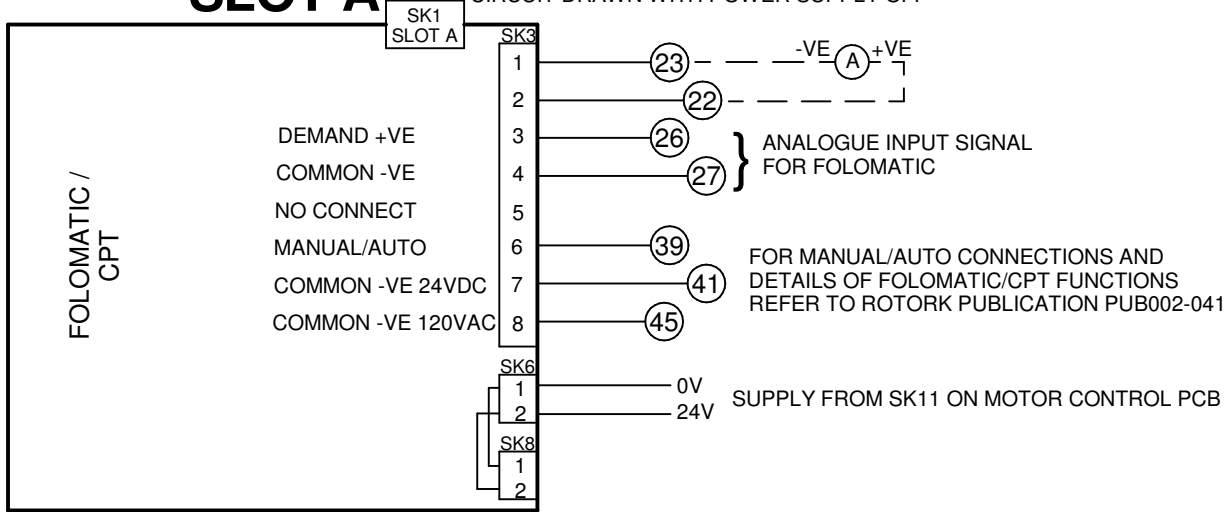 SLOT A
SK1
SLOT A
SK3
1
23
-VE
A
+VE
2
22
DEMAND +VE
3
26
ANALOGUE INPUT SIGNAL
FOR FOLOMATIC
COMMON -VE
4
27
NO CONNECT
5
MANUAL/AUTO
6
39
FOR MANUAL/AUTO CONNECTIONS AND
DETAILS OF FOLOMATIC/CPT FUNCTIONS
REFER TO ROTORK PUBLICATION PUB002-041
COMMON -VE 24VDC
7
41
COMMON -VE 120VAC
8
45
FOLOMATIC /
CPT
SK6
1
0V
2
24V
SUPPLY FROM SK11 ON MOTOR CONTROL PCB
SK8
1
2